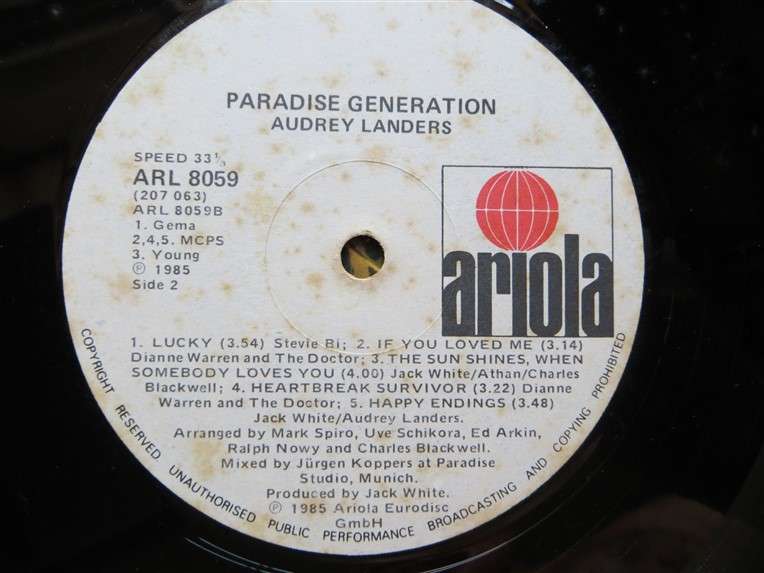 PARADISE GENERATION
AUDREY LANDERS
SPEED 33⅓
ARL 8059
(207 063)
ARL 8059B
1. Gema
2,4,5. MCPS
3. Young
℗ 1985
Side 2
ariola
1. LUCKY (3.54) Stevie Bi; 2. IF YOU LOVED ME (3.14)
Dianne Warren and The Doctor; 3. THE SUN SHINES, WHEN
SOMEBODY LOVES YOU (4.00) Jack White/Athan/Charles
Blackwell; 4. HEARTBREAK SURVIVOR (3.22) Dianne
Warren and The Doctor; 5. HAPPY ENDINGS (3.48)
Jack White/Audrey Landers.
Arranged by Mark Spiro, Uve Schikora, Ed Arkin,
Ralph Nowy and Charles Blackwell.
Mixed by Jürgen Koppers at Paradise
Studio, Munich.
Produced by Jack White.
℗ 1985 Ariola Eurodisc
GmbH
COPYRIGHT RESERVED UNAUTHORISED PUBLIC PERFORMANCE BROADCASTING AND COPYING PROHIBITED